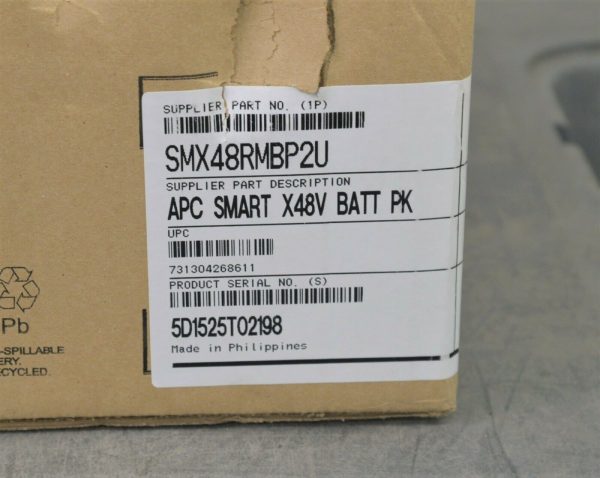 SUPPLIER PART NO. (1P)
SMX48RMBP2U
SUPPLIER PART DESCRIPTION
APC SMART X48V BATT PK
UPC
731304268611
PRODUCT SERIAL NO. (S)
5D1525T02198
Made in Philippines
Pb
-SPILLABLE
ERY.
ECYCLED.